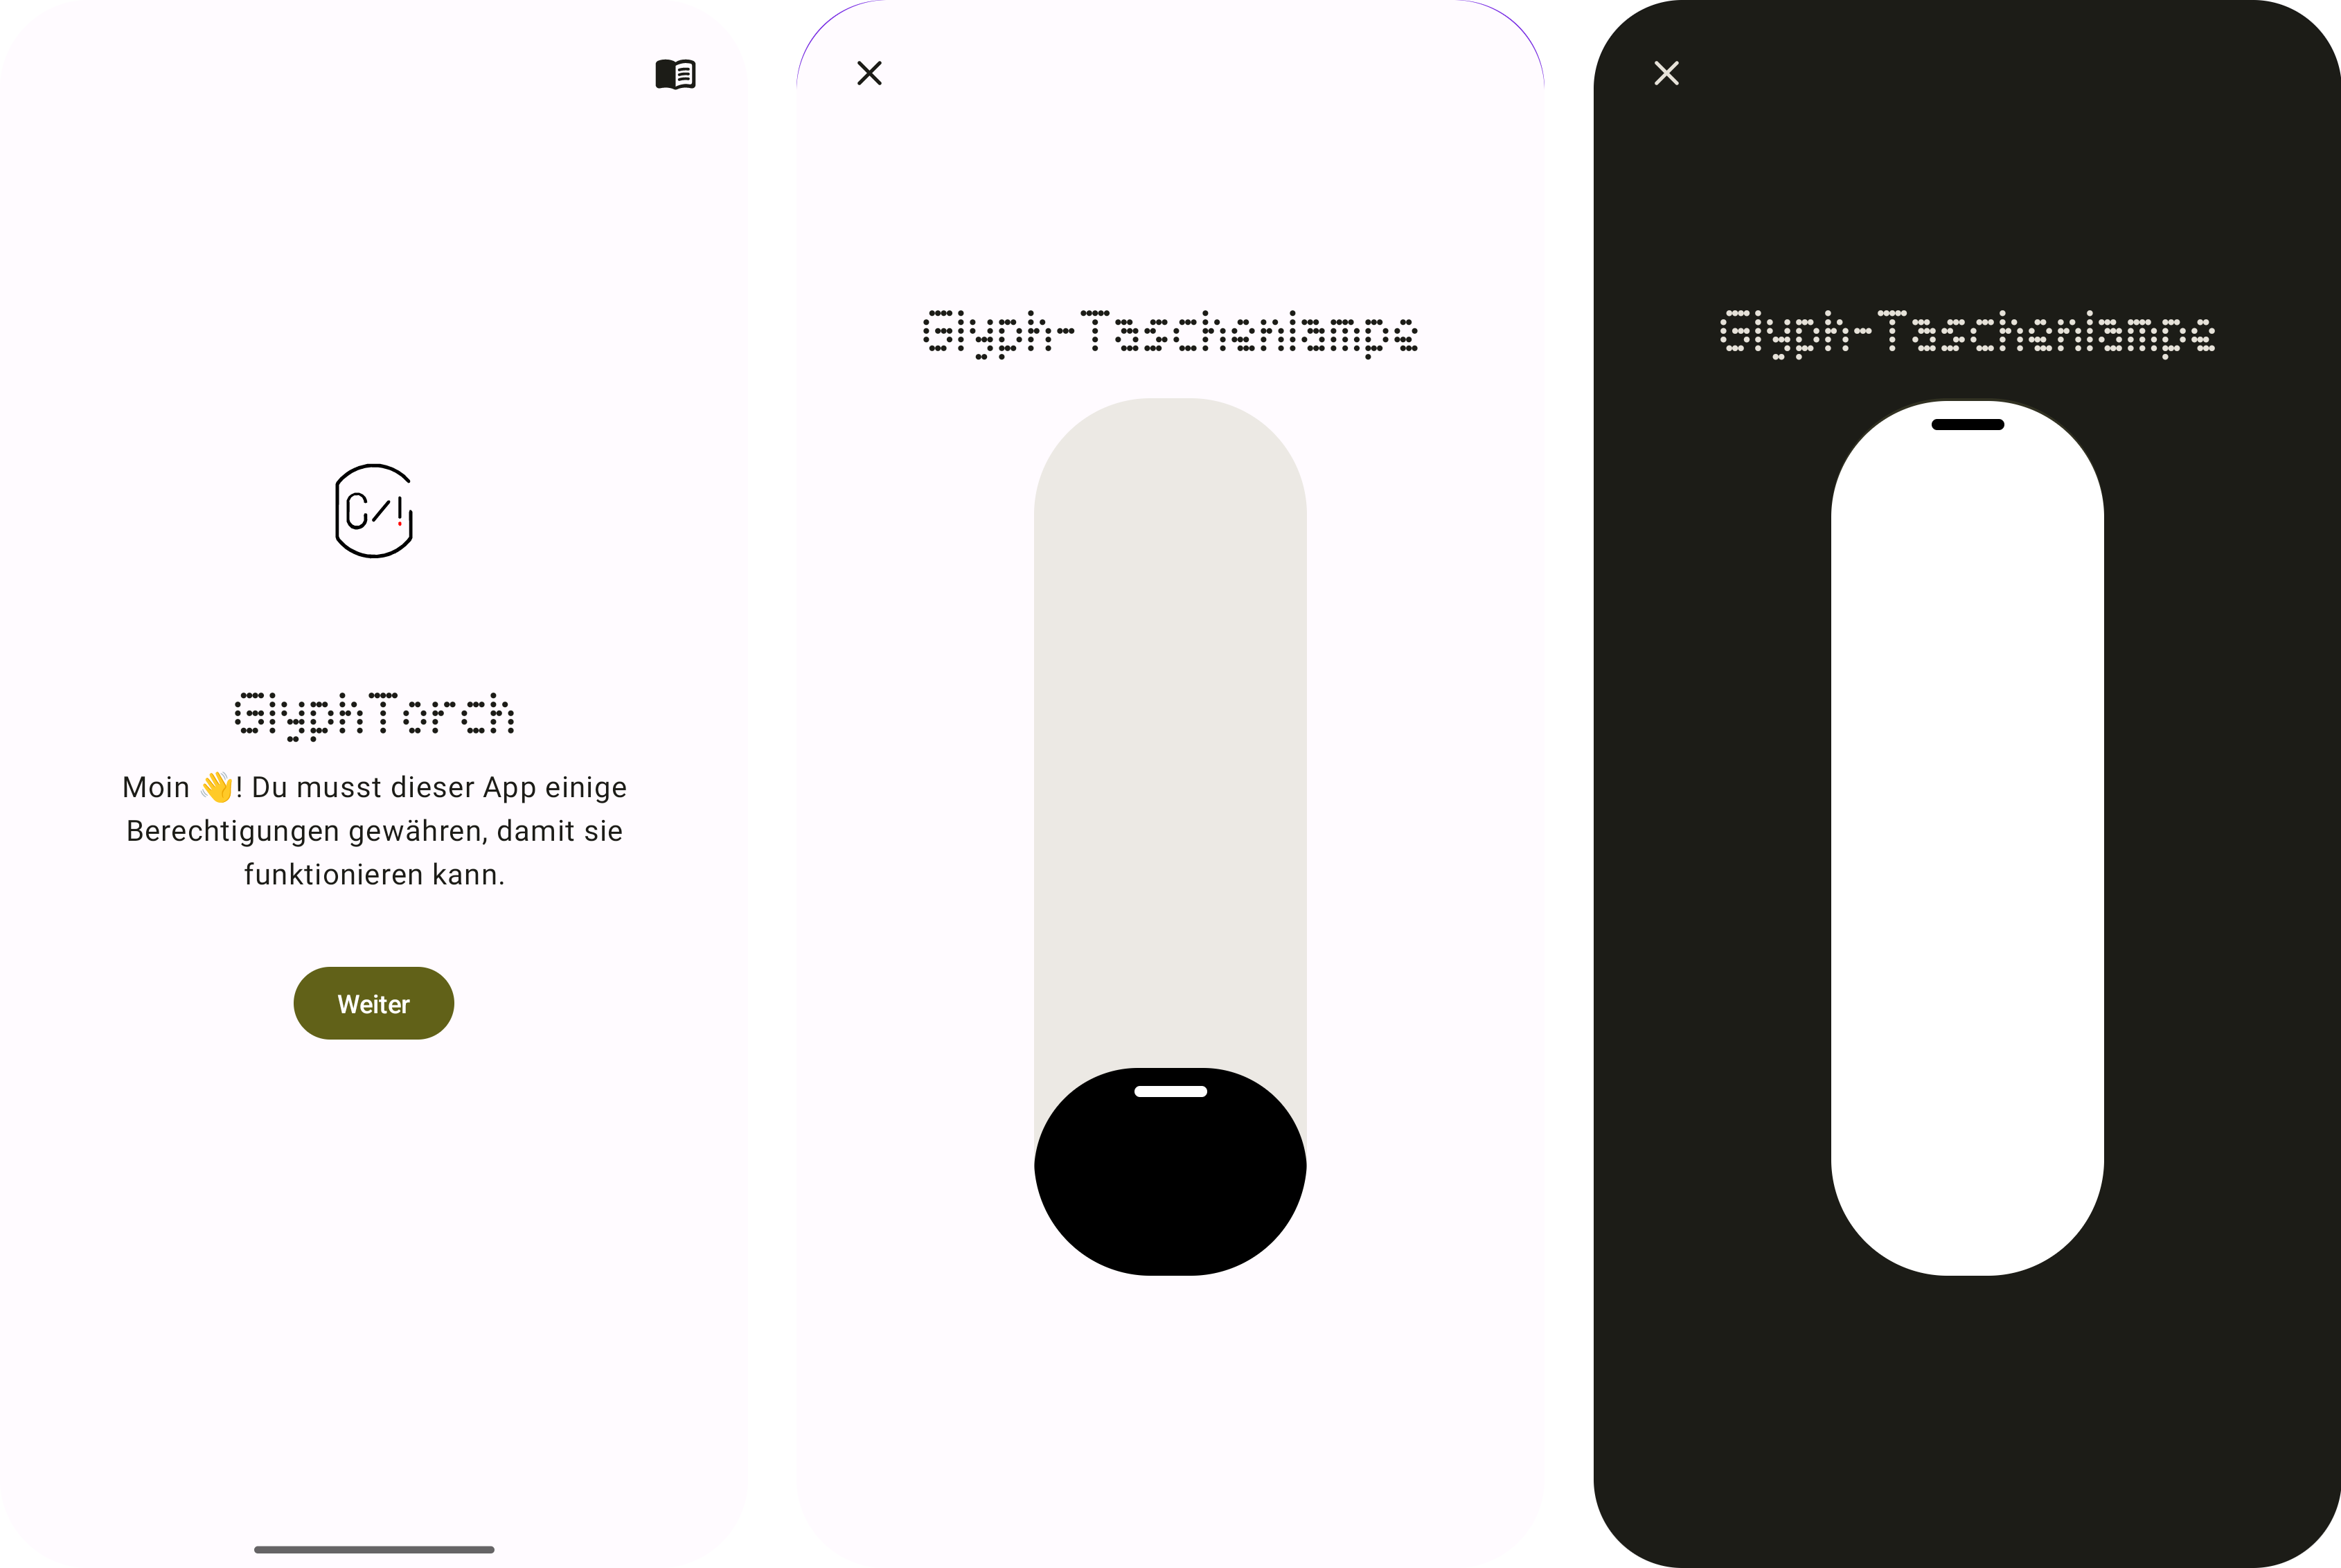 C/!
GlyphTorch
Moin 👋! Du musst dieser App einige
Berechtigungen gewähren, damit sie
funktionieren kann.
Weiter
Glyph-Taschenlampe
Glyph-Taschenlampe